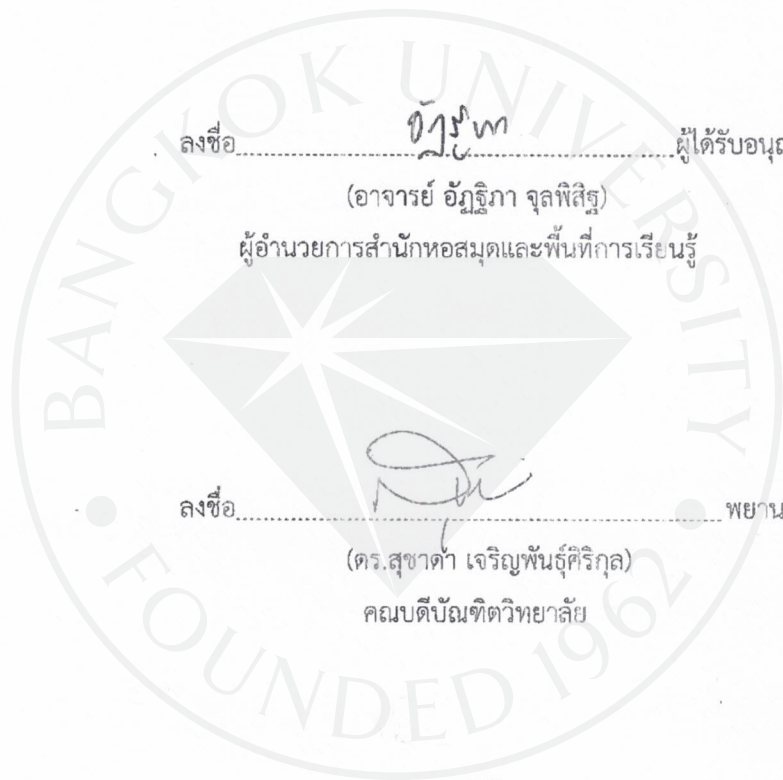 BANGKOK UNIVERSITY
ลงชื่อ อัฏฐิภา ผู้ได้รับอนุญ
(อาจารย์ อัฏฐิภา จุลพิสิฐ)
ผู้อำนวยการสำนักหอสมุดและพื้นที่การเรียนรู้
ลงชื่อ พยาน
(ดร.สุชาดา เจริญพันธุ์ศิริกุล)
คณบดีบัณฑิตวิทยาลัย
FOUNDED 1962